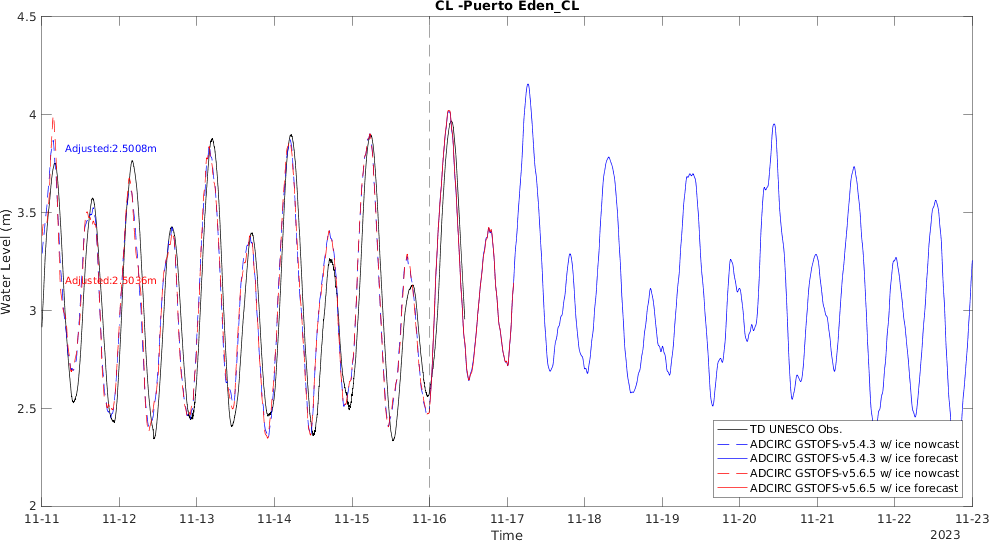 CL -Puerto Eden_CL
4.5
4
3.5
3
2.5
2
Water Level (m)
Adjusted:2.5008m
Adjusted:2.5036m
TD UNESCO Obs.
ADCIRC GSTOFS-v5.4.3 w/ ice nowcast
ADCIRC GSTOFS-v5.4.3 w/ ice forecast
ADCIRC GSTOFS-v5.6.5 w/ ice nowcast
ADCIRC GSTOFS-v5.6.5 w/ ice forecast
11-11 11-12 11-13 11-14 11-15 11-16 11-17 11-18 11-19 11-20 11-21 11-22 11-23
Time
2023